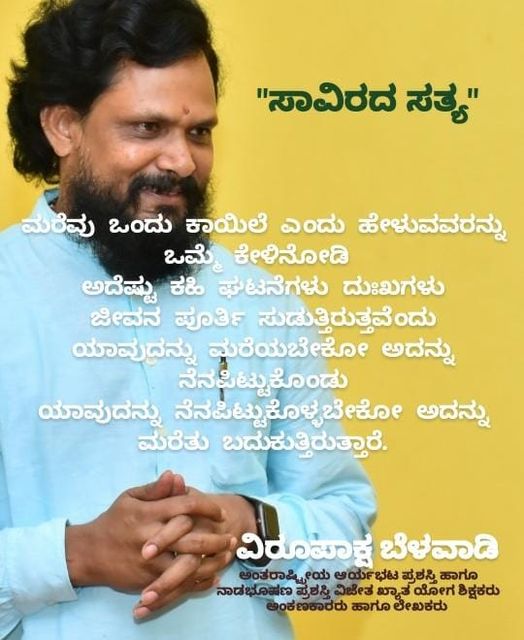 "ಸಾವಿರದ ಸತ್ಯ"
ಮರೆವು ಒಂದು ಕಾಯಿಲೆ ಎಂದು ಹೇಳುವವರನ್ನು
ಒಮ್ಮೆ ಕೇಳಿನೋಡಿ
ಅದೆಷ್ಟು ಕಹಿ ಘಟನೆಗಳು ದುಃಖಗಳು
ಜೀವನ ಪೂರ್ತಿ ಸುಡುತ್ತಿರುತ್ತವೆಂದು
ಯಾವುದನ್ನು ಮರೆಯಬೇಕೋ ಅದನ್ನು
ನೆನಪಿಟ್ಟುಕೊಂಡು
ಯಾವುದನ್ನು ನೆನಪಿಟ್ಟುಕೊಳ್ಳಬೇಕೋ ಅದನ್ನು
ಮರೆತು ಬದುಕುತ್ತಿರುತ್ತಾರೆ.
ವಿರೂಪಾಕ್ಷ ಬೆಳವಾಡಿ
ಅಂತರಾಷ್ಟ್ರೀಯ ಆರ್ಯಭಟ ಪ್ರಶಸ್ತಿ ಹಾಗೂ
ನಾಡಭೂಷಣ ಪ್ರಶಸ್ತಿ ವಿಜೇತ ಖ್ಯಾತ ಯೋಗ ಶಿಕ್ಷಕರು
ಅಂಕಣಕಾರರು ಹಾಗೂ ಲೇಖಕರು